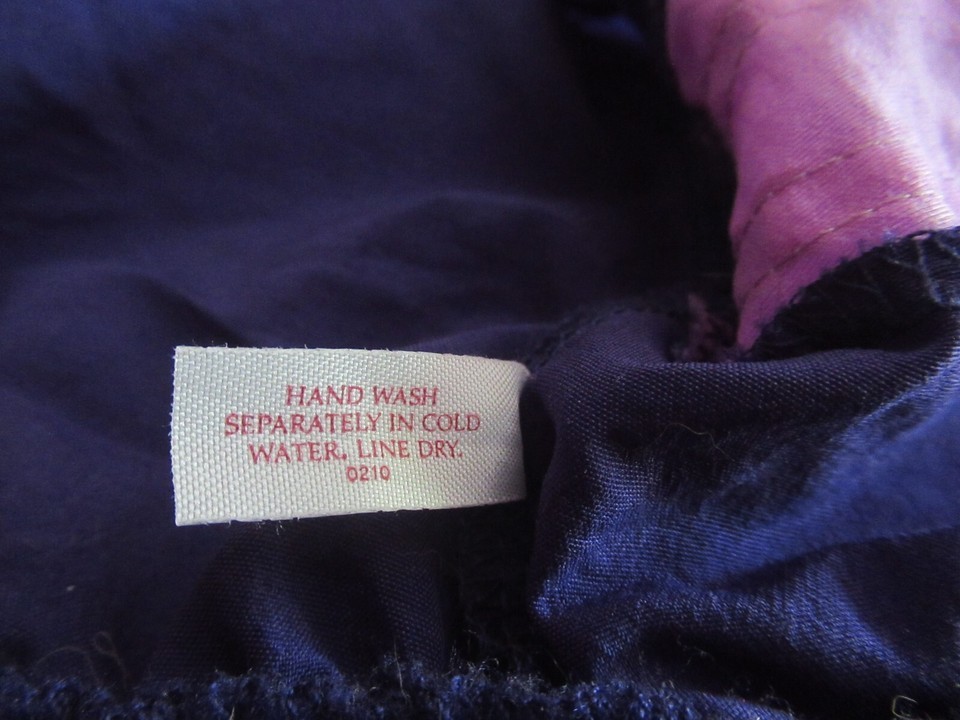 HAND WASH
SEPARATELY IN COLD
WATER. LINE DRY.
0210